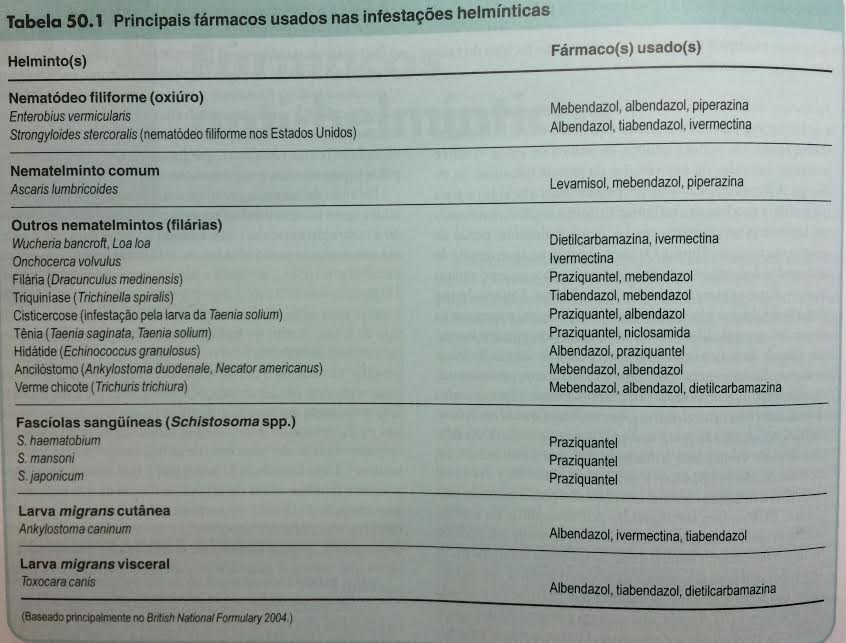 Tabela 50.1 Principais fármacos usados nas infestações helmínticas
Helminto(s) Fármaco(s) usado(s)
Nematódeo filiforme (oxiúro)
Enterobius vermicularis Mebendazol, albendazol, piperazina
Strongyloides stercoralis (nematódeo filiforme nos Estados Unidos) Albendazol, tiabendazol, ivermectina
Nematelminto comum
Ascaris lumbricoides Levamisol, mebendazol, piperazina
Outros nematelmintos (filárias)
Wucheria bancroft, Loa loa Dietilcarbamazina, ivermectina
Onchocerca volvulus Ivermectina
Filária (Dracunculus medinensis) Praziquantel, mebendazol
Triquiníase (Trichinella spiralis) Tiabendazol, mebendazol
Cisticercose (infestação pela larva da Taenia solium) Praziquantel, albendazol
Tênia (Taenia saginata, Taenia solium) Praziquantel, niclosamida
Hidátide (Echinococcus granulosus) Albendazol, praziquantel
Ancilóstomo (Ankylostoma duodenale, Necator americanus) Mebendazol, albendazol
Verme chicote (Trichuris trichiura) Mebendazol, albendazol, dietilcarbamazina
Fascíolas sangüíneas (Schistosoma spp.)
S. haematobium Praziquantel
S. mansoni Praziquantel
S. japonicum Praziquantel
Larva migrans cutânea
Ankylostoma caninum Albendazol, ivermectina, tiabendazol
Larva migrans visceral
Toxocara canis Albendazol, tiabendazol, dietilcarbamazina
(Baseado principalmente no British National Formulary 2004.)